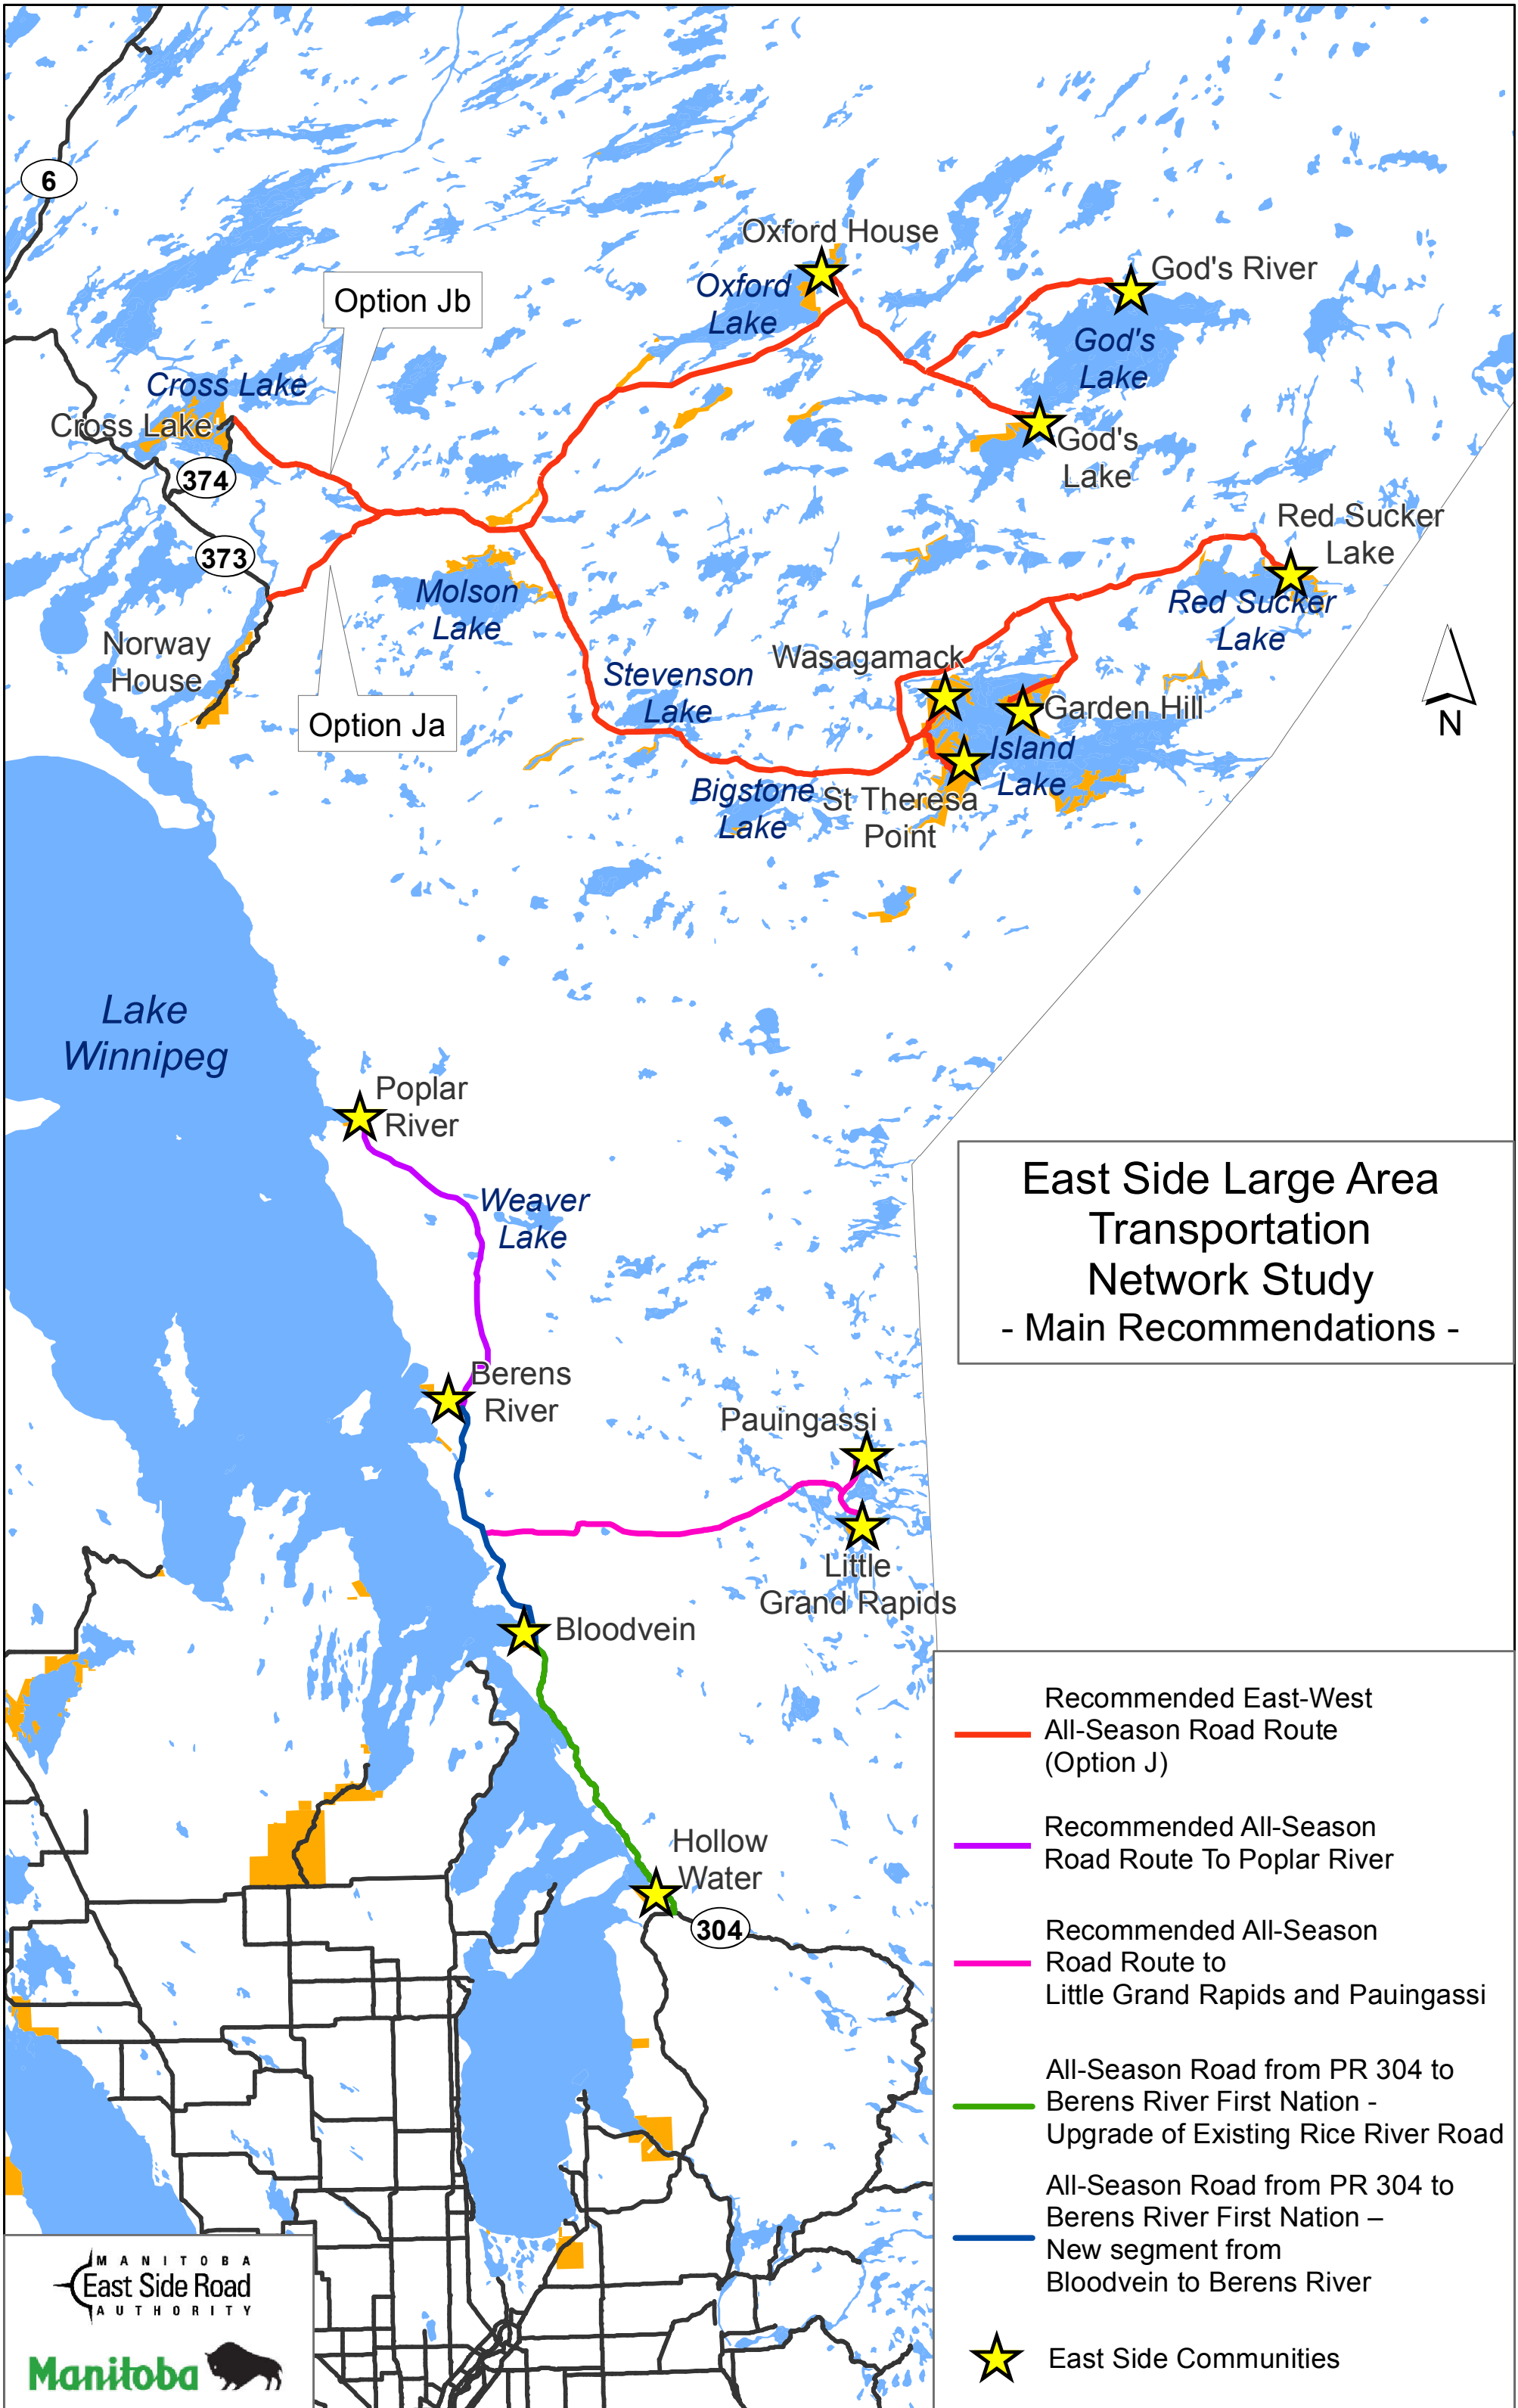 6
Oxford House
God's River
Option Jb
Oxford
Lake
God's
Lake
Cross Lake
Cross Lake
God's
Lake
374
Red Sucker
Lake
373
Molson
Lake
Red Sucker
Lake
Norway
House
Wasagamack
Stevenson
Lake
Garden Hill
Option Ja
N
Island
Lake
Bigstone
Lake
St Theresa
Point
Lake
Winnipeg
Poplar
River
Weaver
Lake
East Side Large Area
Transportation
Network Study
- Main Recommendations -
Berens
River
Pauingassi
Little
Grand Rapids
Bloodvein
Hollow
Water
304
Recommended East-West
All-Season Road Route
(Option J)
Recommended All-Season
Road Route To Poplar River
Recommended All-Season
Road Route to
Little Grand Rapids and Pauingassi
All-Season Road from PR 304 to
Berens River First Nation -
Upgrade of Existing Rice River Road
All-Season Road from PR 304 to
Berens River First Nation –
New segment from
Bloodvein to Berens River
East Side Communities
MANITOBA
East Side Road
AUTHORITY
Manitoba